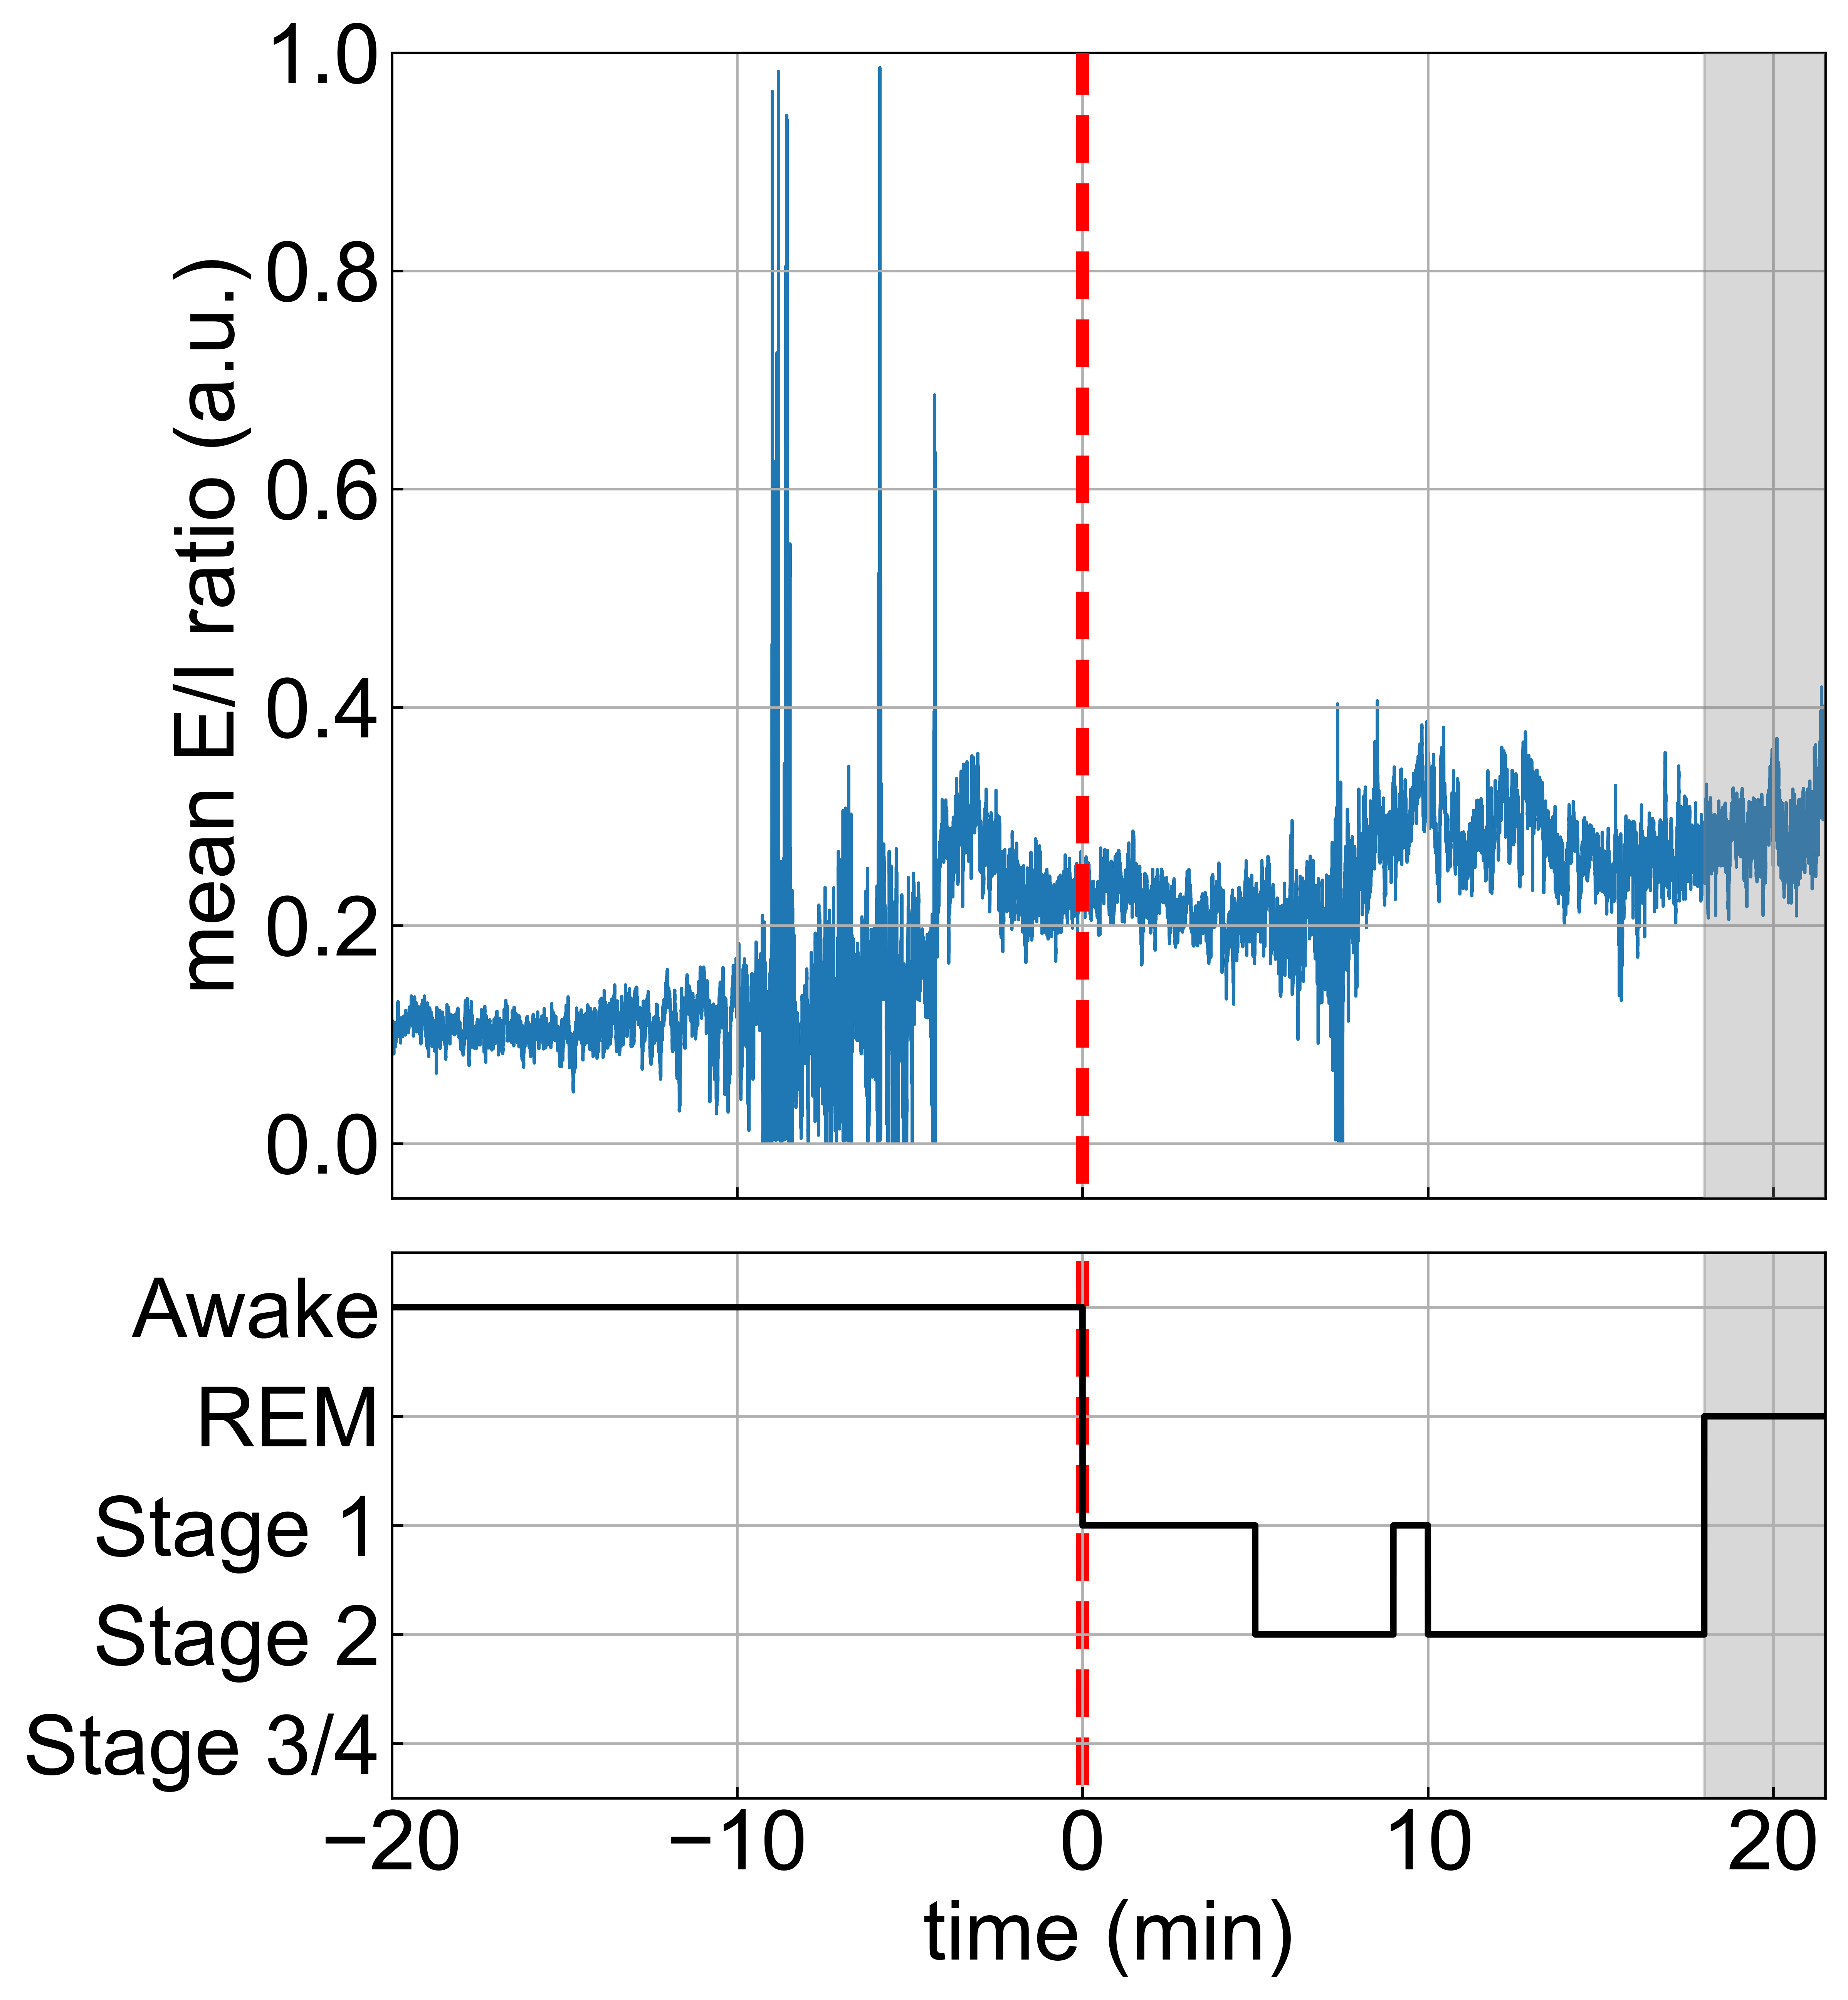 mean E/I ratio (a.u.)
1.0
0.8
0.6
0.4
0.2
0.0
Awake
REM
Stage 1
Stage 2
Stage 3/4
−20 −10 0 10 20
time (min)